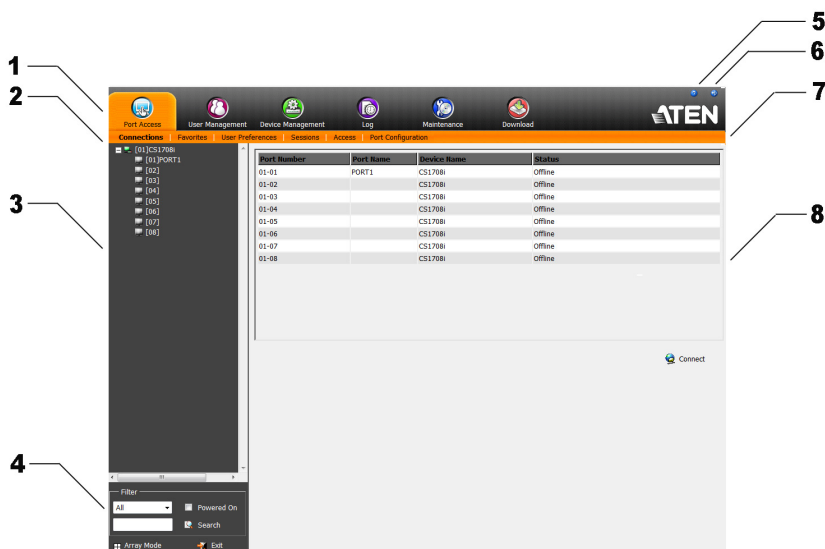 5
6
1
2
7
ATEN
Port Access User Management Device Management Log Maintenance Download
Connections Favorites User Preferences Sessions Access Port Configuration
[01]CS1708i
[01]PORT1
[02]
[03]
[04]
[05]
[06]
[07]
[08]
Port Number Port Name Device Name Status
01-01 PORT1 CS1708i Offline
01-02 CS1708i Offline
01-03 CS1708i Offline
01-04 CS1708i Offline
01-05 CS1708i Offline
01-06 CS1708i Offline
01-07 CS1708i Offline
01-08 CS1708i Offline
3
8
Connect
4
Filter
All Powered On
Search
Array Mode Exit